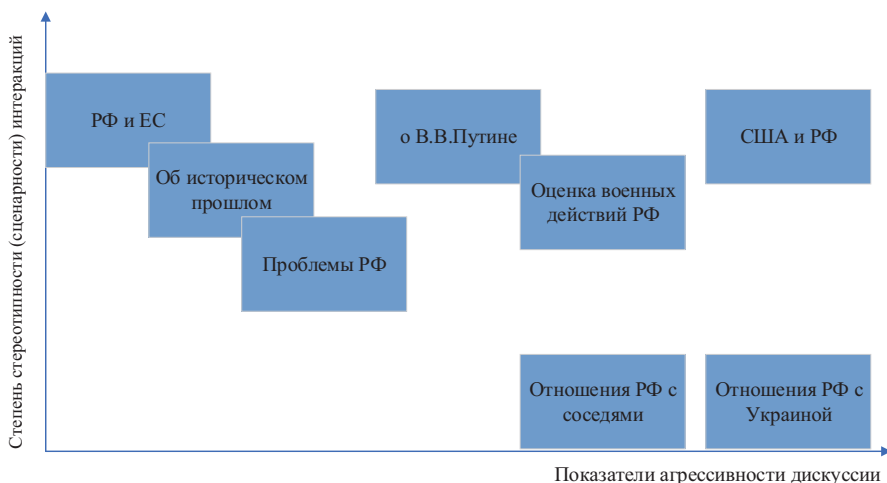 Степень стереотипности (сценарности) интеракций
РФ и ЕС
о В.В.Путине
США и РФ
Об историческом
прошлом
Оценка военных
действий РФ
Проблемы РФ
Отношения РФ с
соседями
Отношения РФ с
Украиной
Показатели агрессивности дискуссии